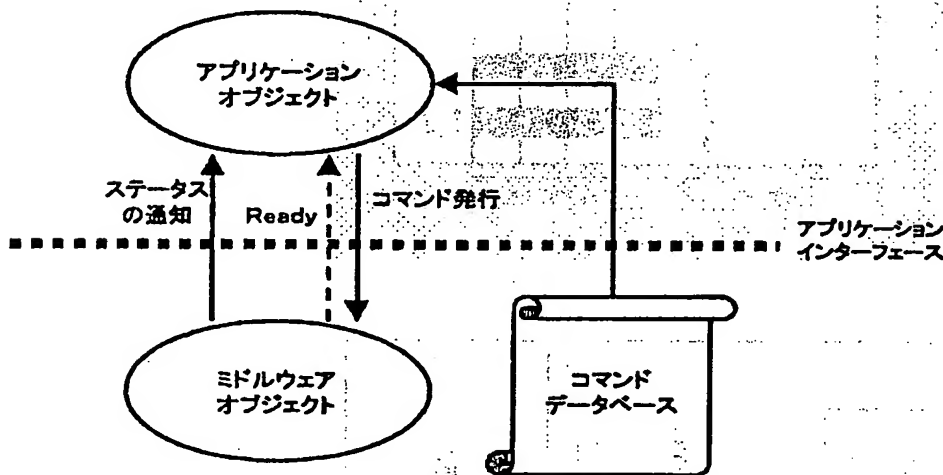 アプリケーション
オブジェクト
ステータス
の通知
Ready
コマンド発行
アプリケーション
インターフェース
ミドルウェア
オブジェクト
コマンド
データベース